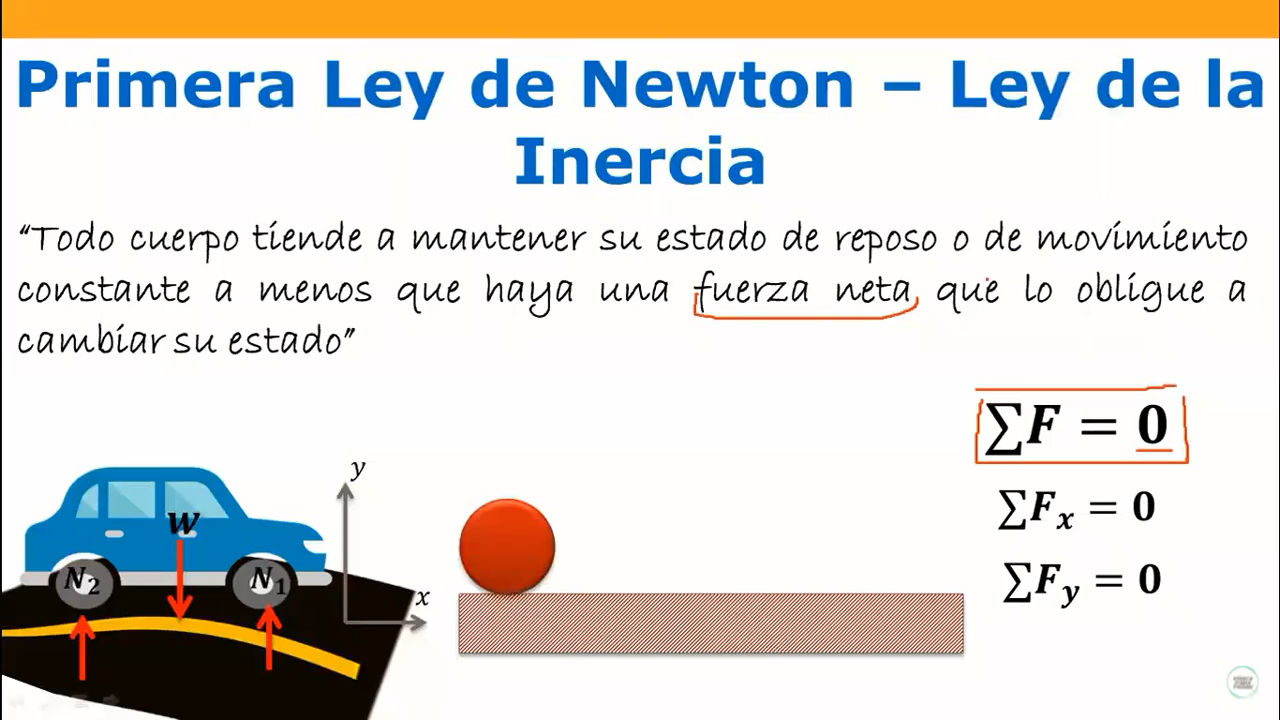 Primera Ley de Newton – Ley de la
Inercia
“Todo cuerpo tiende a mantener su estado de reposo o de movimiento
constante a menos que haya una fuerza neta que lo obligue a
cambiar su estado”
∑F = 0
∑Fₓ = 0
∑F_y = 0
y
x
W
N₂
N₁